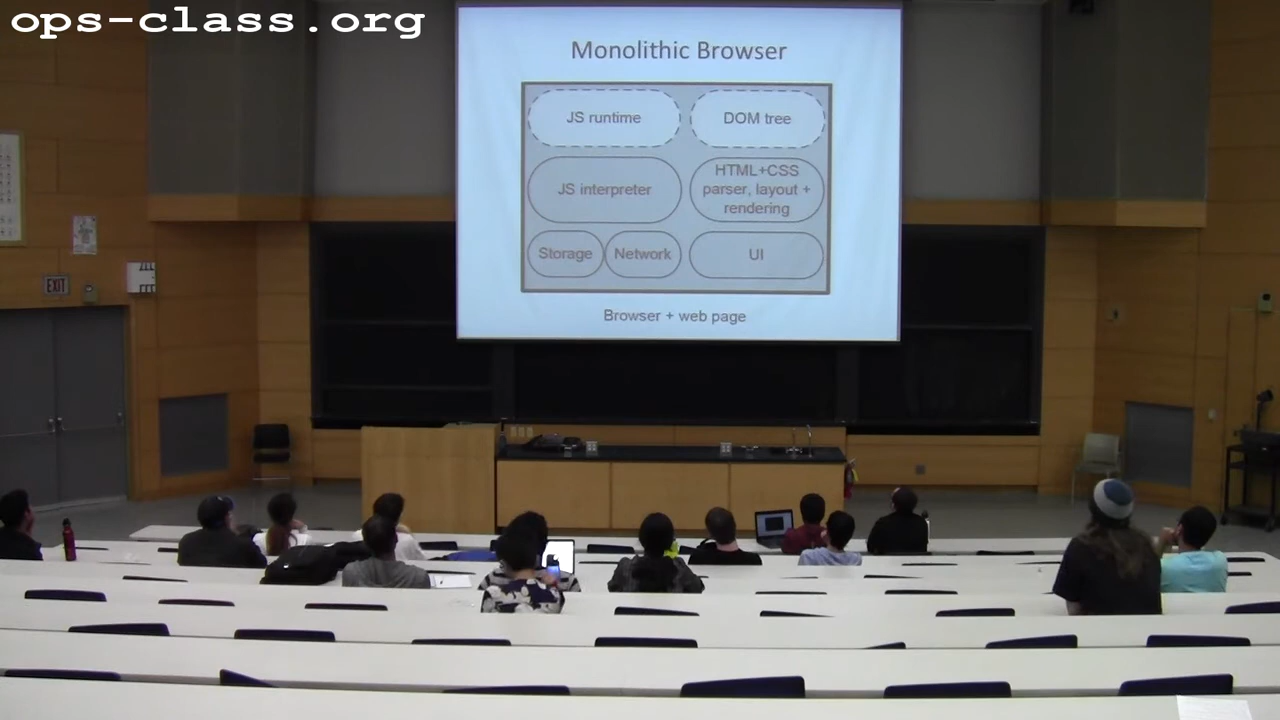 ops-class.org
Monolithic Browser
JS runtime
DOM tree
JS interpreter
HTML+CSS
parser, layout +
rendering
Storage
Network
UI
Browser + web page
EXIT